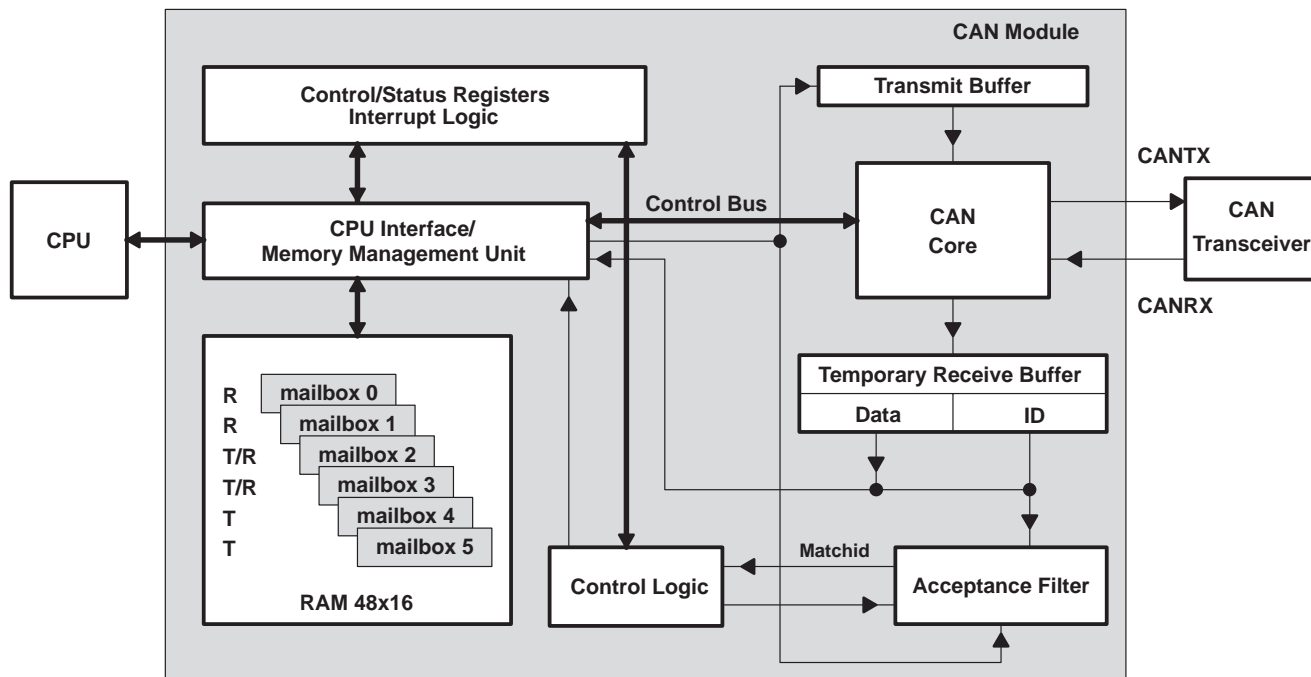 CAN Module
Control/Status Registers
Interrupt Logic
Transmit Buffer
CANTX
CPU
CPU Interface/
Memory Management Unit
Control Bus
CAN
Core
CAN
Transceiver
CANRX
Temporary Receive Buffer
Data
ID
R mailbox 0
R mailbox 1
T/R mailbox 2
T/R mailbox 3
T mailbox 4
T mailbox 5
RAM 48x16
Control Logic
Matchid
Acceptance Filter